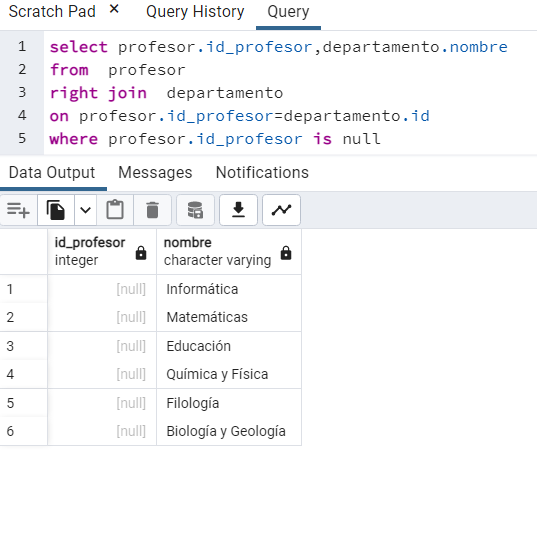 Scratch Pad × Query History Query
1 select profesor.id_profesor,departamento.nombre
2 from  profesor
3 right join  departamento
4 on profesor.id_profesor=departamento.id
5 where profesor.id_profesor is null
Data Output Messages Notifications
id_profesor nombre
integer character varying
1 [null] Informática
2 [null] Matemáticas
3 [null] Educación
4 [null] Química y Física
5 [null] Filología
6 [null] Biología y Geología